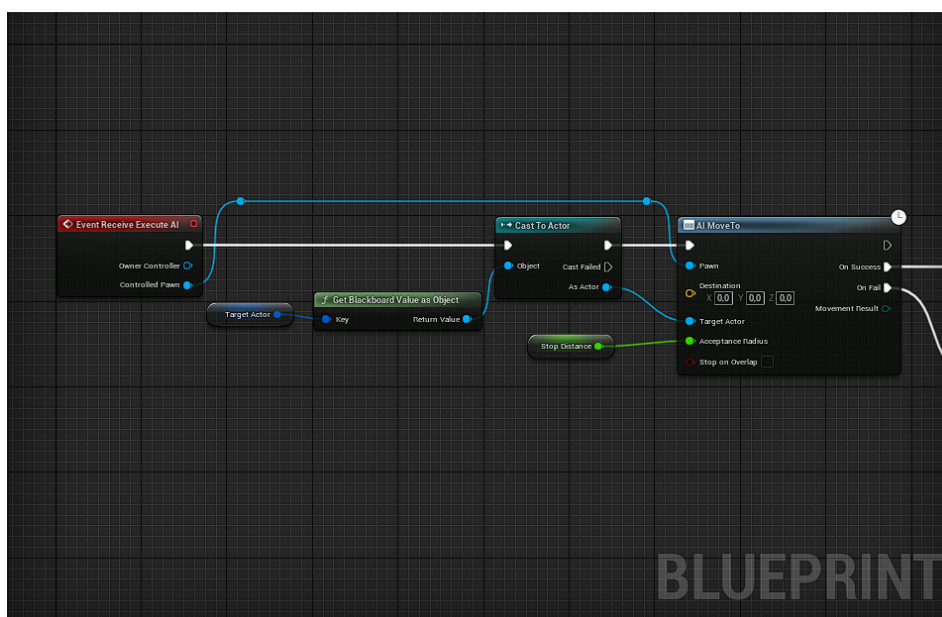 Event Receive Execute AI
Owner Controller
Controlled Pawn
Target Actor
Get Blackboard Value as Object
Key
Return Value
Cast To Actor
Object
Cast Failed
As Actor
Stop Distance
AI MoveTo
Pawn
On Success
Destination
X 0,0 Y 0,0 Z 0,0
On Fail
Movement Result
Target Actor
Acceptance Radius
Stop on Overlap
BLUEPRINT